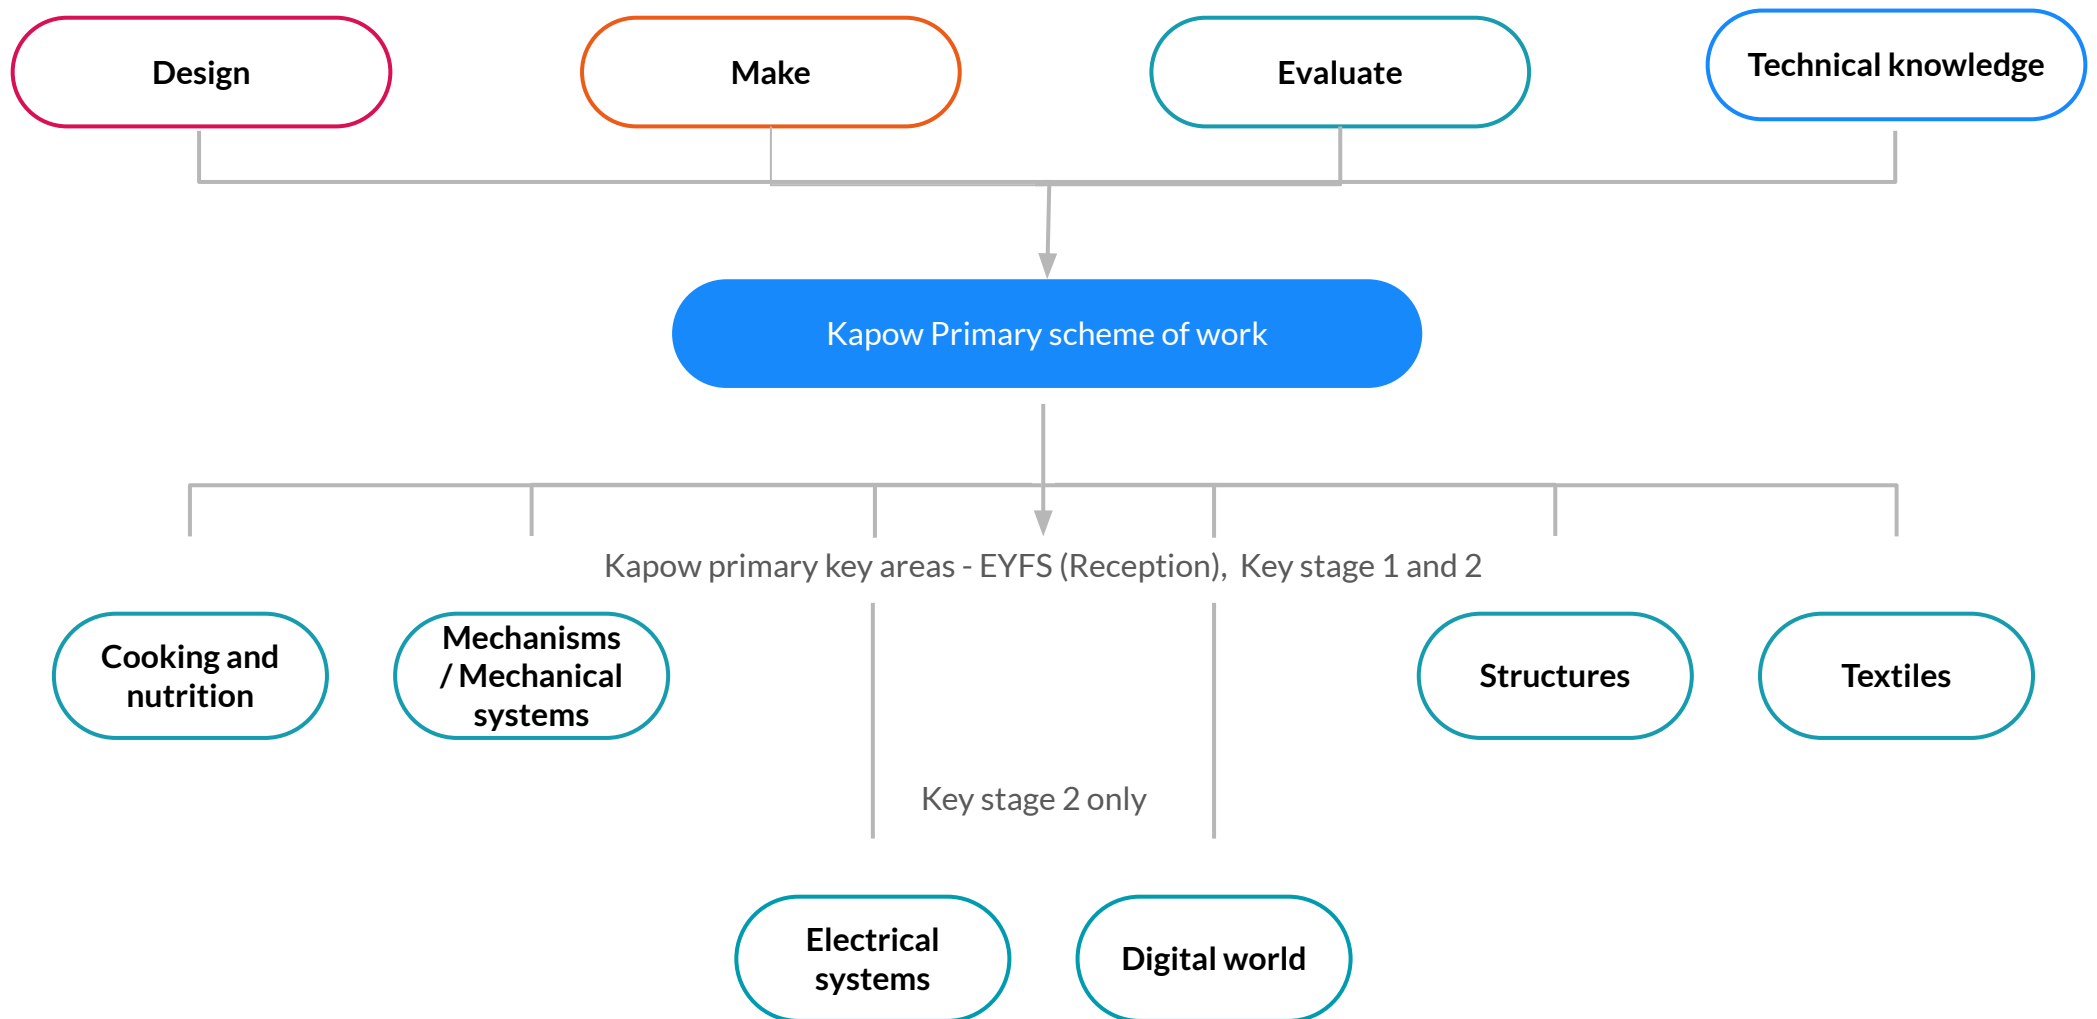 Design
Make
Evaluate
Technical knowledge
Kapow Primary scheme of work
Kapow primary key areas - EYFS (Reception),  Key stage 1 and 2
Cooking and
nutrition
Mechanisms
/ Mechanical
systems
Structures
Textiles
Key stage 2 only
Electrical
systems
Digital world